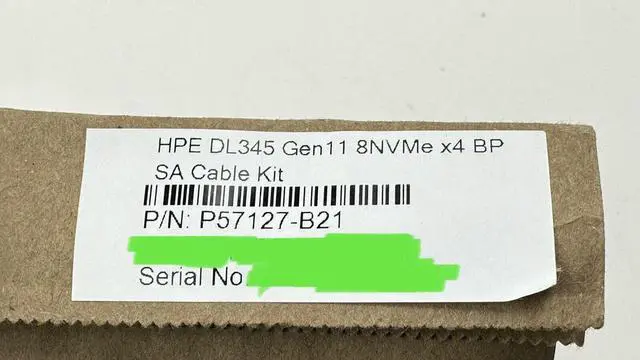 HPE DL345 Gen11 8NVMe x4 BP
SA Cable Kit
P/N: P57127-B21
Serial No